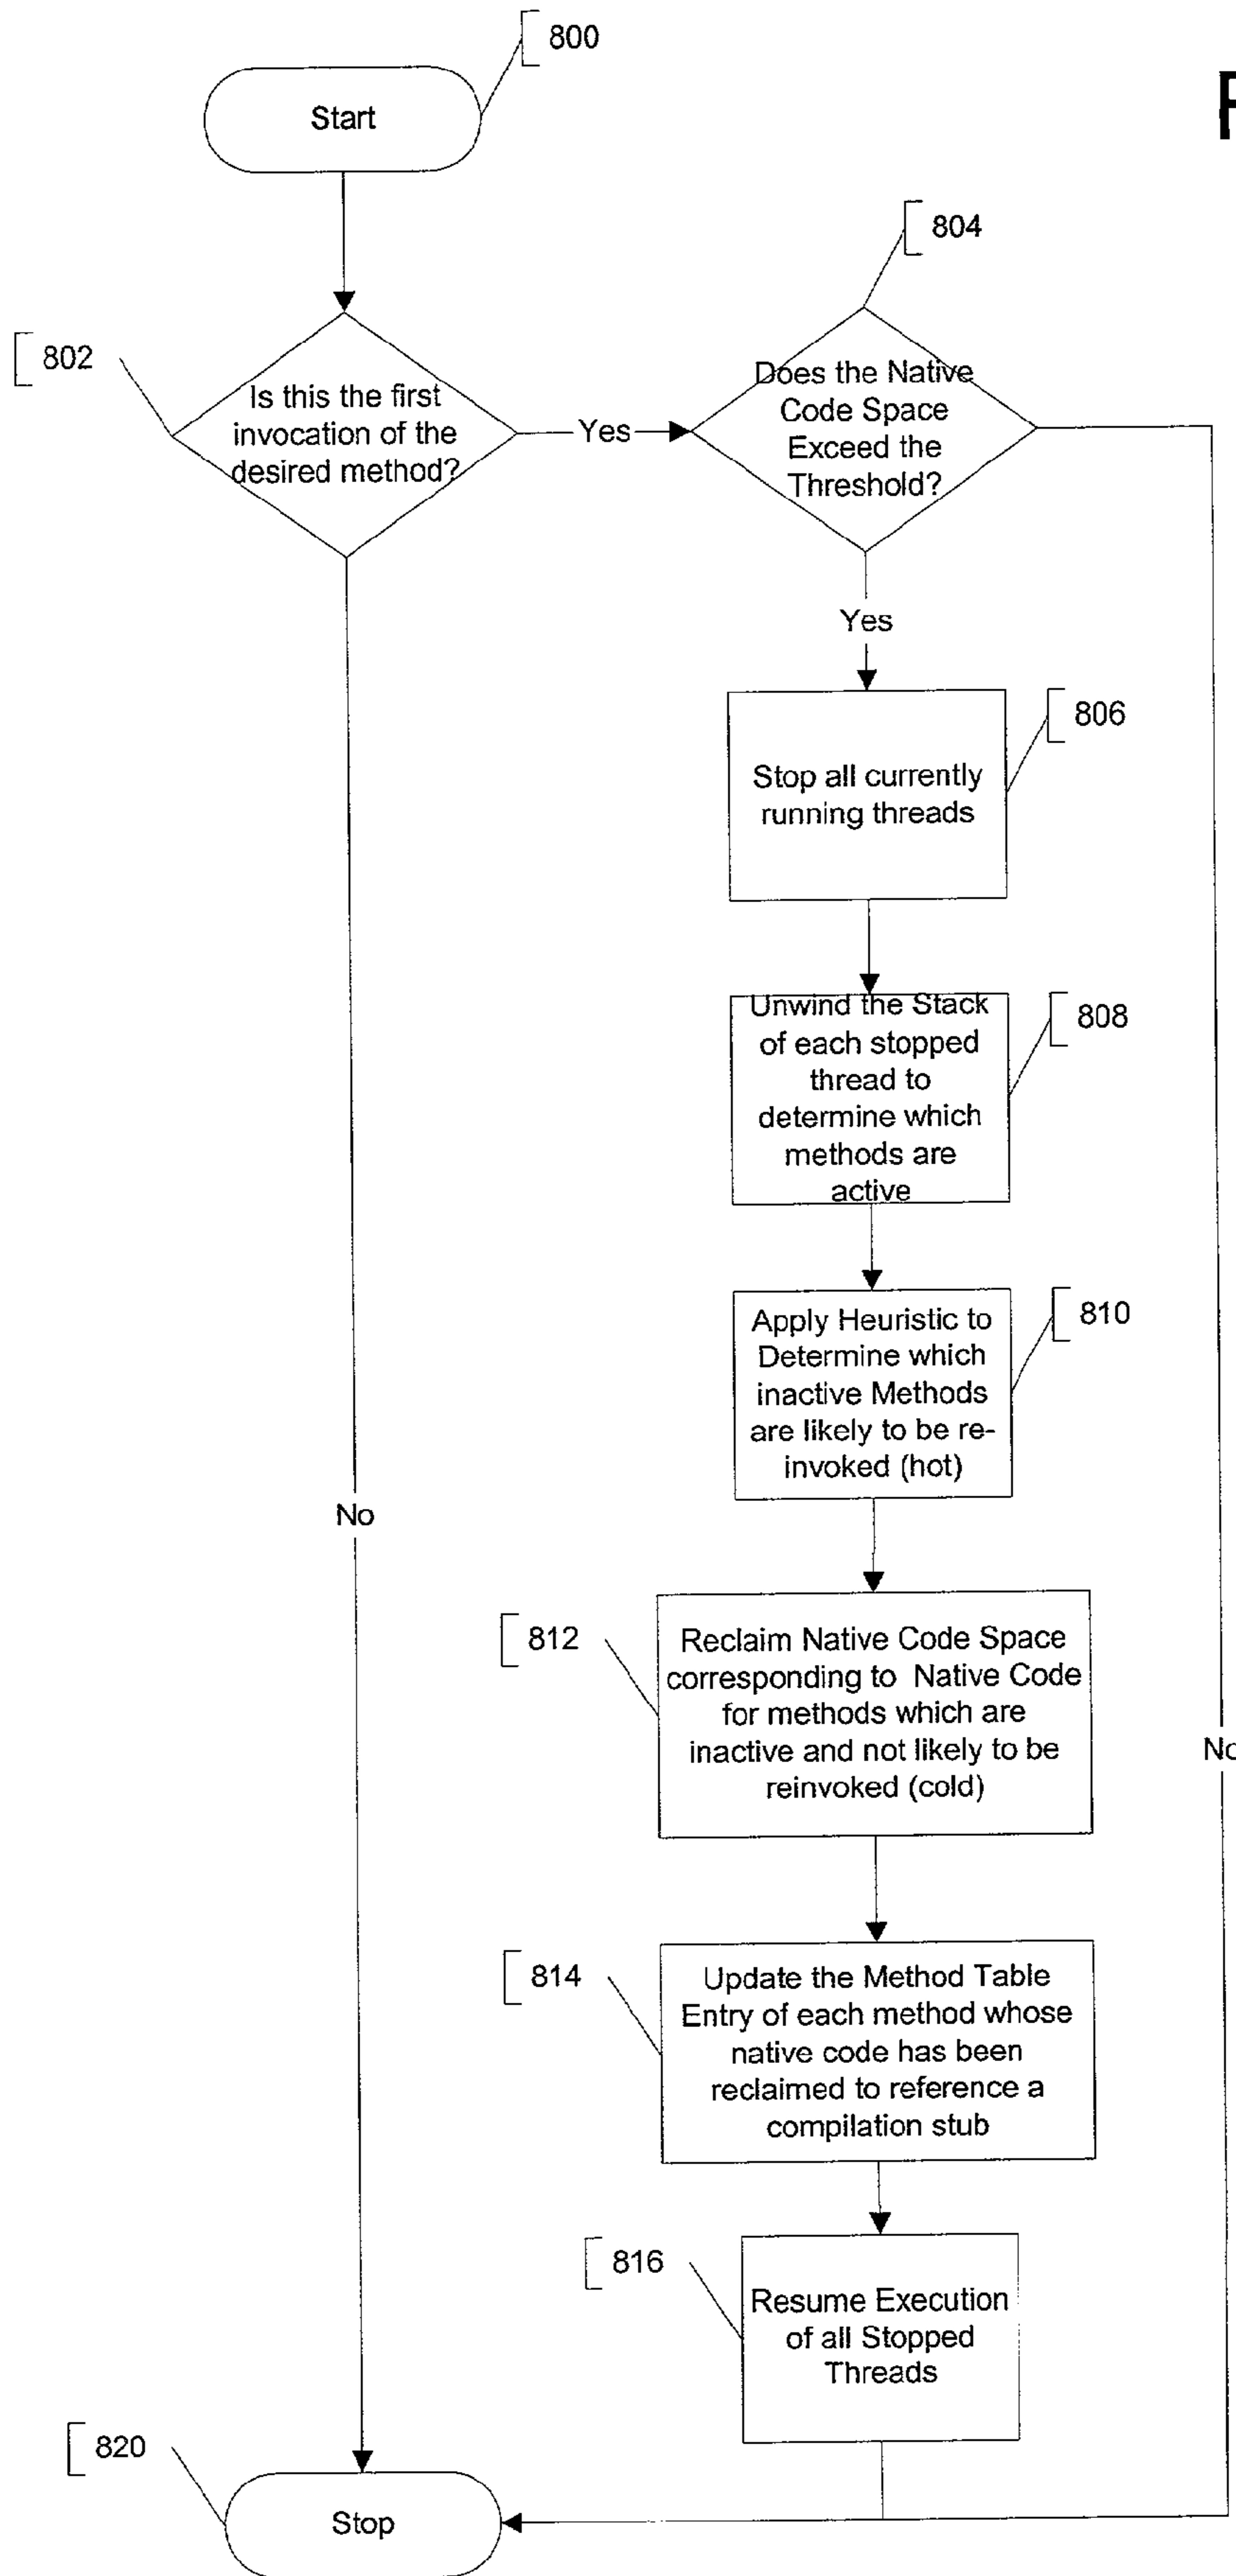 800
Start
804
802
Is this the first
invocation of the
desired method?
Yes
Does the Native
Code Space
Exceed the
Threshold?
Yes
806
Stop all currently
running threads
808
Unwind the Stack
of each stopped
thread to
determine which
methods are
active
810
Apply Heuristic to
Determine which
inactive Methods
are likely to be re-
invoked (hot)
No
812
Reclaim Native Code Space
corresponding to Native Code
for methods which are
inactive and not likely to be
reinvoked (cold)
No
814
Update the Method Table
Entry of each method whose
native code has been
reclaimed to reference a
compilation stub
816
Resume Execution
of all Stopped
Threads
820
Stop